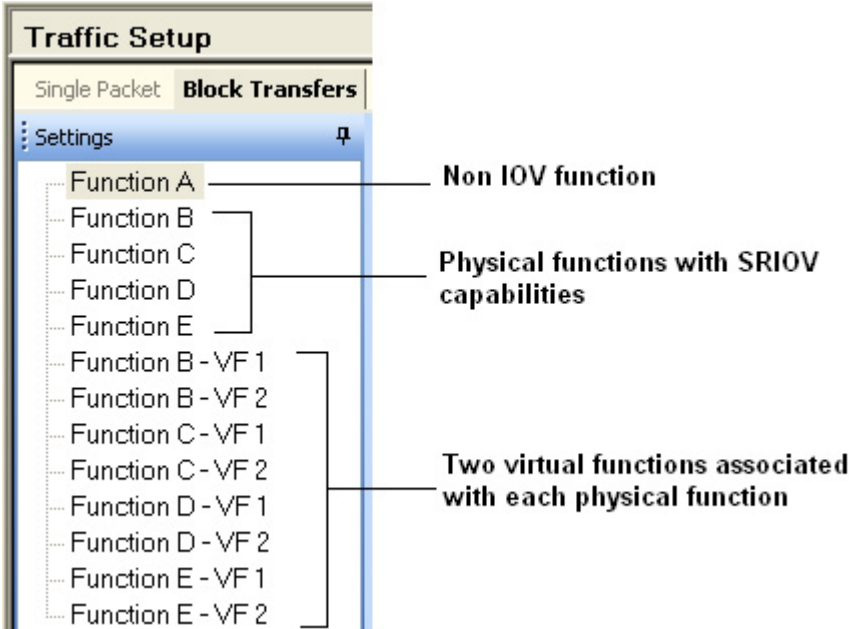 Traffic Setup
Single Packet Block Transfers
Settings
Function A
Non IOV function
Function B
Function C
Function D
Function E
Physical functions with SRIOV
capabilities
Function B - VF 1
Function B - VF 2
Function C - VF 1
Function C - VF 2
Function D - VF 1
Function D - VF 2
Function E - VF 1
Function E - VF 2
Two virtual functions associated
with each physical function